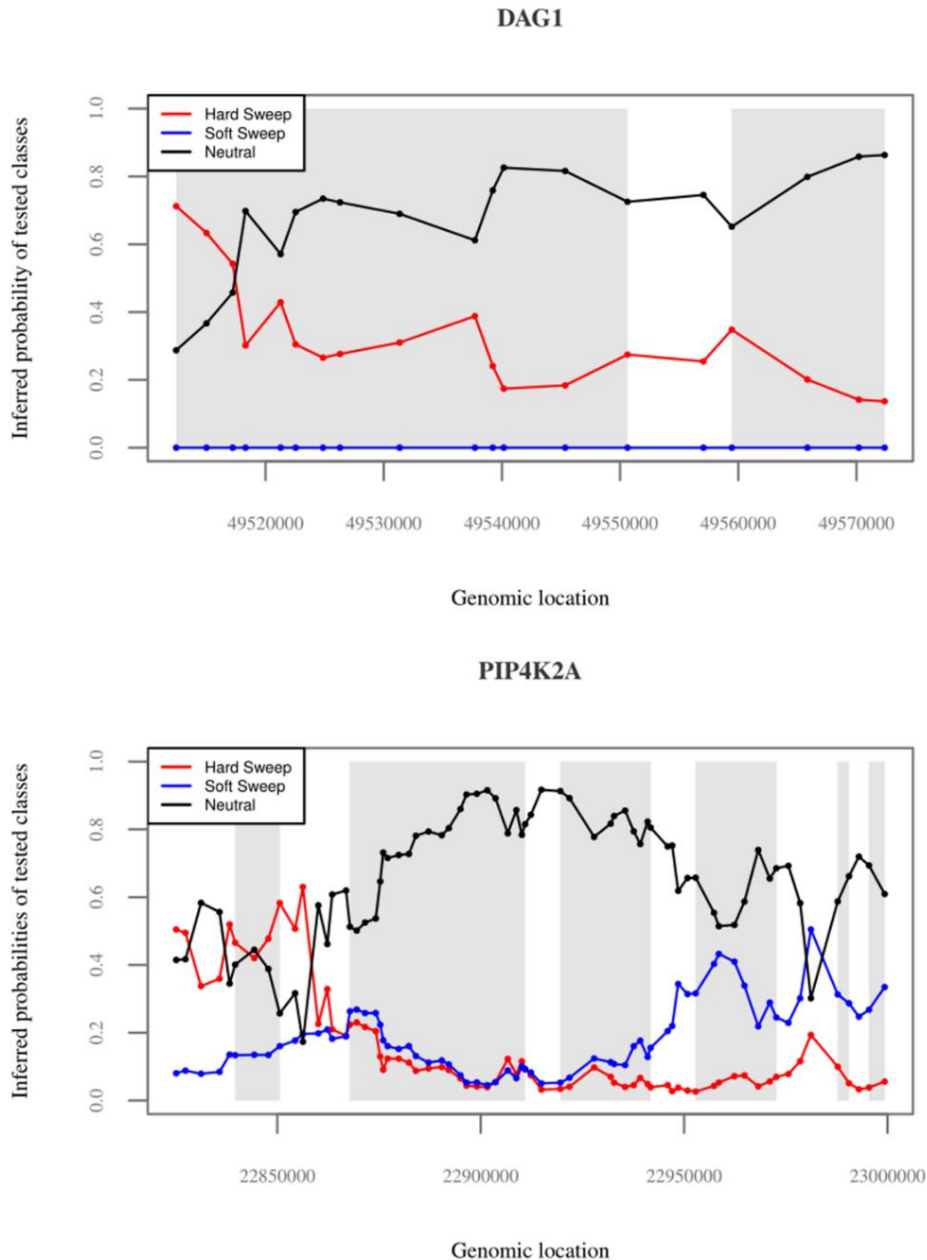 DAG1
Inferred probability of tested classes
Hard Sweep
Soft Sweep
Neutral
1.0
0.8
0.6
0.4
0.2
0.0
49520000 49530000 49540000 49550000 49560000 49570000
Genomic location
PIP4K2A
Inferred probabilities of tested classes
Hard Sweep
Soft Sweep
Neutral
1.0
0.8
0.6
0.4
0.2
0.0
22850000 22900000 22950000 23000000
Genomic location